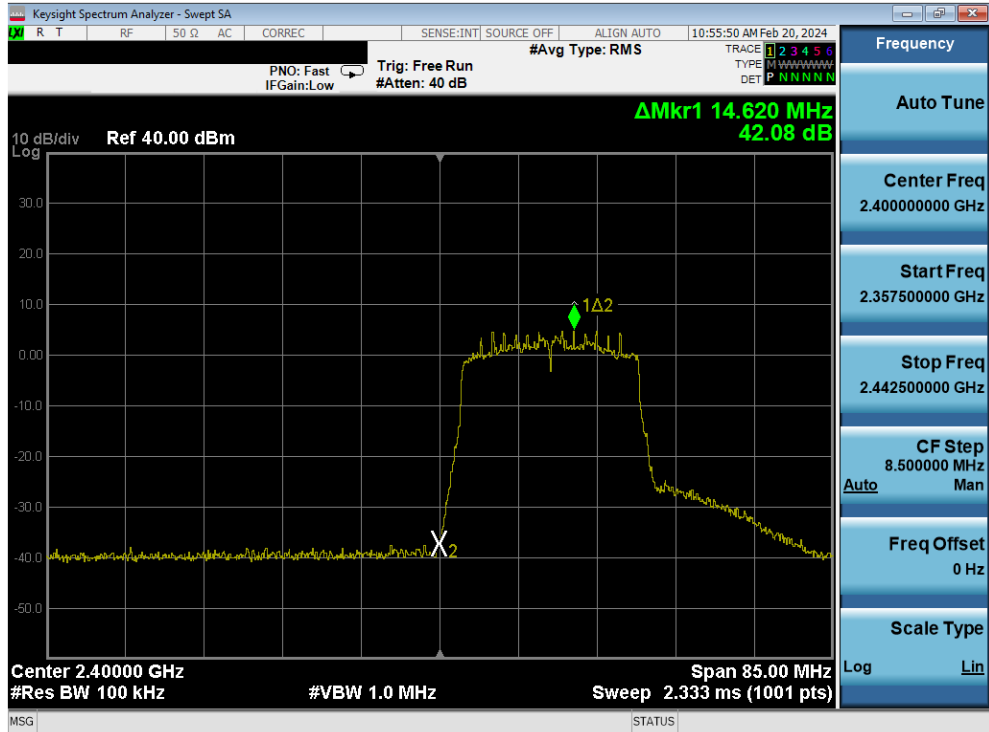 Keysight Spectrum Analyzer - Swept SA
LXI R T RF 50 Ω AC CORREC SENSE:INT SOURCE OFF ALIGN AUTO 10:55:50 AM Feb 20, 2024
#Avg Type: RMS
TRACE 1 2 3 4 5 6
PNO: Fast Trig: Free Run TYPE M WWWWW
IFGain:Low #Atten: 40 dB DET P N N N N N
ΔMkr1 14.620 MHz
42.08 dB
10 dB/div Ref 40.00 dBm
Log
30.0
20.0
10.0
1Δ2
0.00
-10.0
-20.0
-30.0
X2
-40.0
-50.0
Center 2.40000 GHz Span 85.00 MHz
#Res BW 100 kHz #VBW 1.0 MHz Sweep 2.333 ms (1001 pts)
MSG STATUS
Frequency
Auto Tune
Center Freq
2.400000000 GHz
Start Freq
2.357500000 GHz
Stop Freq
2.442500000 GHz
CF Step
8.500000 MHz
Auto Man
Freq Offset
0 Hz
Scale Type
Log Lin